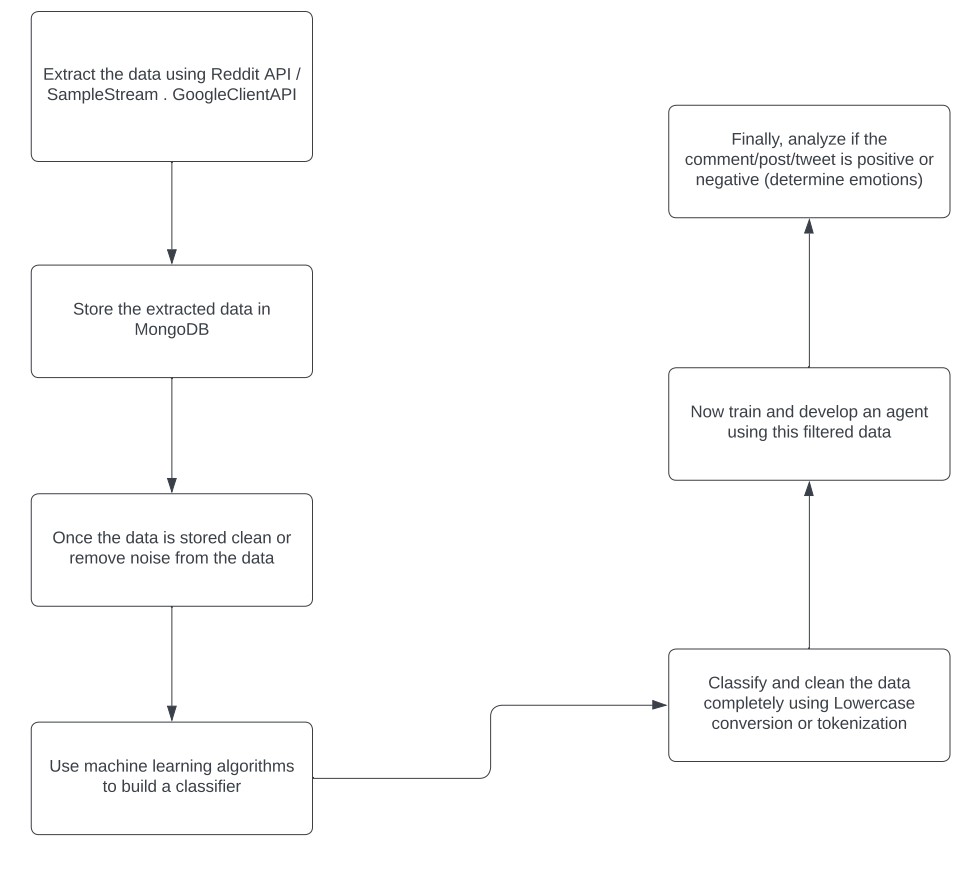 Extract the data using Reddit API /
SampleStream . GoogleClientAPI
Store the extracted data in
MongoDB
Once the data is stored clean or
remove noise from the data
Use machine learning algorithms
to build a classifier
Classify and clean the data
completely using Lowercase
conversion or tokenization
Now train and develop an agent
using this filtered data
Finally, analyze if the
comment/post/tweet is positive or
negative (determine emotions)